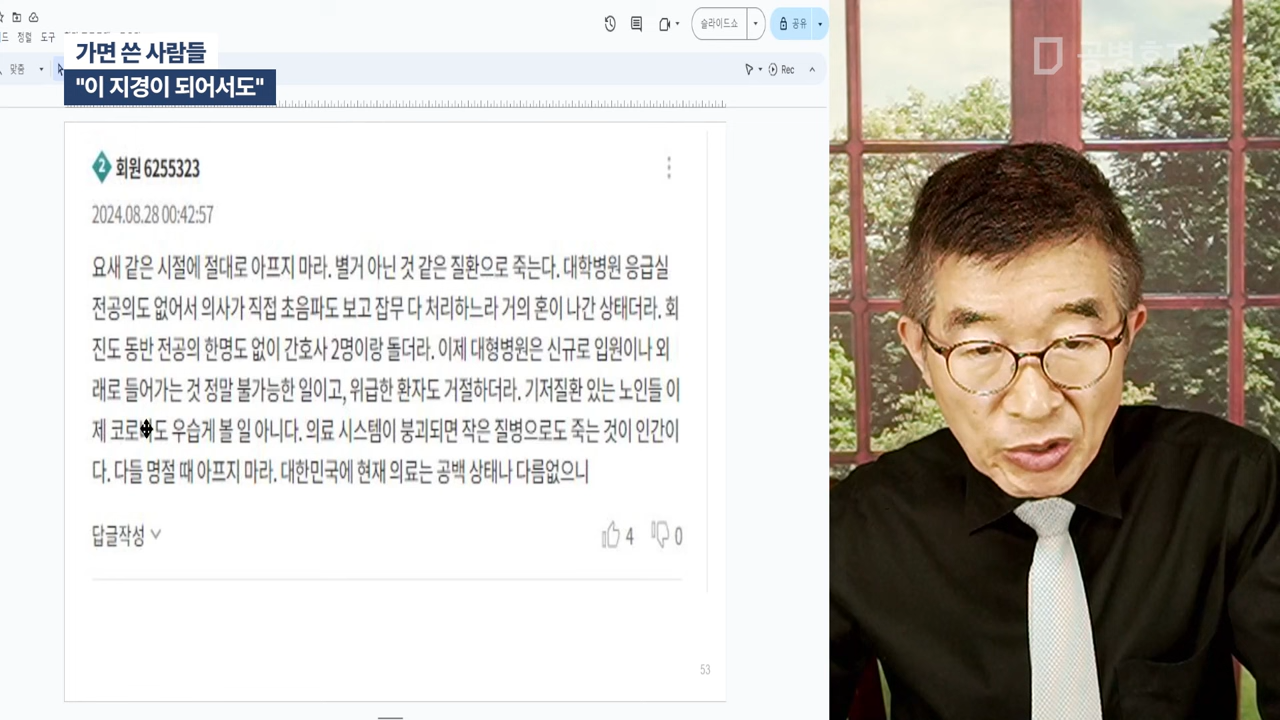 슬라이드쇼
공유
정렬
도구
가면 쓴 사람들
맞춤
Rec
"이 지경이 되어서도"
2 회원 6255323
2024.08.28 00:42:57
요새 같은 시절에 절대로 아프지 마라. 별거 아닌 것 같은 질환으로 죽는다. 대학병원 응급실
전공의도 없어서 의사가 직접 초음파도 보고 잡무 다 처리하느라 거의 혼이 나간 상태더라. 회
진도 동반 전공의 한명도 없이 간호사 2명이랑 돌더라. 이제 대형병원은 신규로 입원이나 외
래로 들어가는 것 정말 불가능한 일이고, 위급한 환자도 거절하더라. 기저질환 있는 노인들 이
제 도 우습게 볼 일 아니다. 의료 시스템이 붕괴되면 작은 질병으로도 죽는 것이 인간이
다. 다들 명절 때 아프지 마라. 대한민국에 현재 의료는 공백 상태나 다름없으니
답글작성
4 0
53